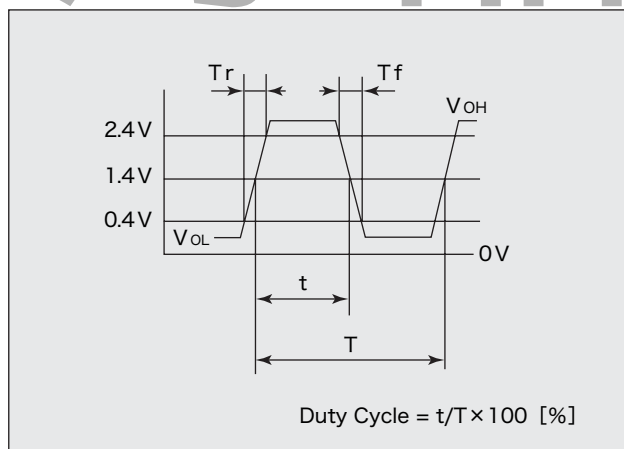 Tr
Tf
VOH
2.4V
1.4V
0.4V
VOL
0V
t
T
Duty Cycle = t/T×100 [%]